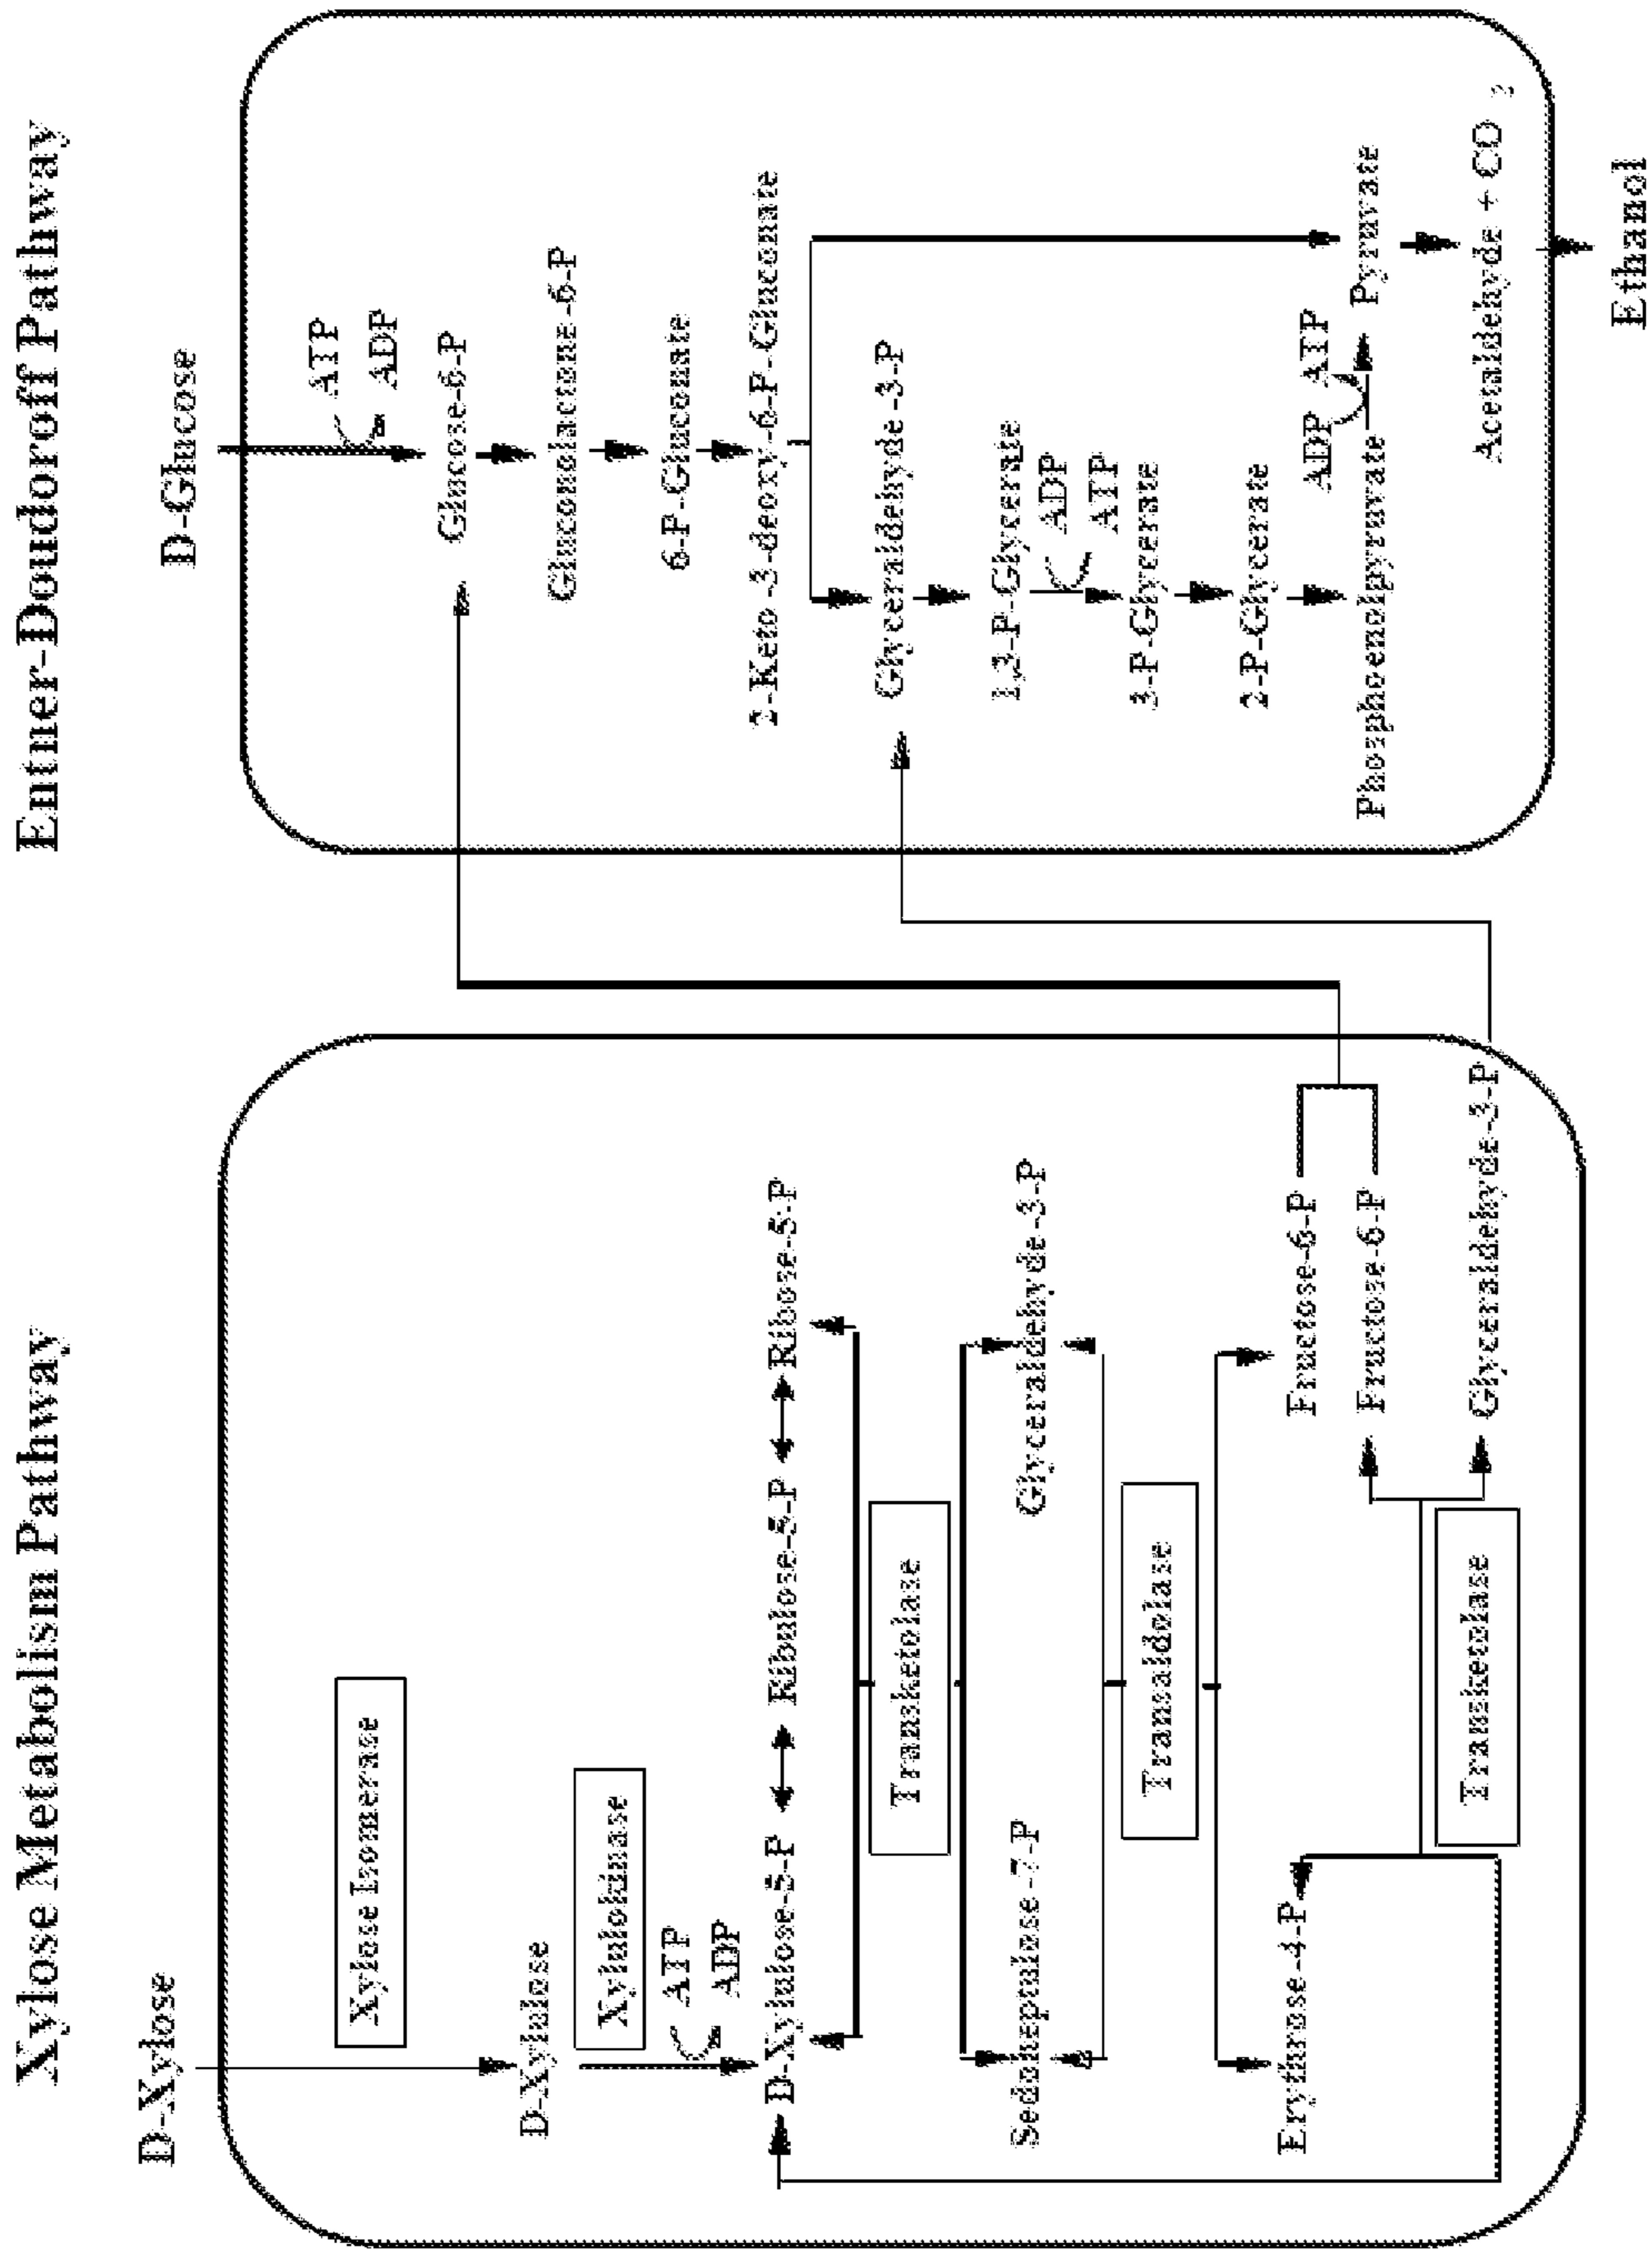 Xylose Metabolism Pathway
D-Xylose
Xylose Isomerase
D-Xylulose
Xylulokinase
ATP
ADP
D-Xylulose-5-P
Ribulose-5-P
Ribose-5-P
Transketolase
Sedoheptulose-7-P
Glyceraldehyde-3-P
Transaldolase
Erythrose-4-P
Fructose-6-P
Fructose-6-P
Transketolase
Glyceraldehyde-3-P
Entner-Doudoroff Pathway
D-Glucose
ATP
ADP
Glucose-6-P
Gluconolactone-6-P
6-P-Gluconate
2-Keto-3-deoxy-6-P-Gluconate
Glyceraldehyde-3-P
1,3-P-Glycerate
ADP
ATP
3-P-Glycerate
2-P-Glycerate
ADP ATP
Phosphoenolpyruvate
Pyruvate
Acetaldehyde + CO 2
Ethanol